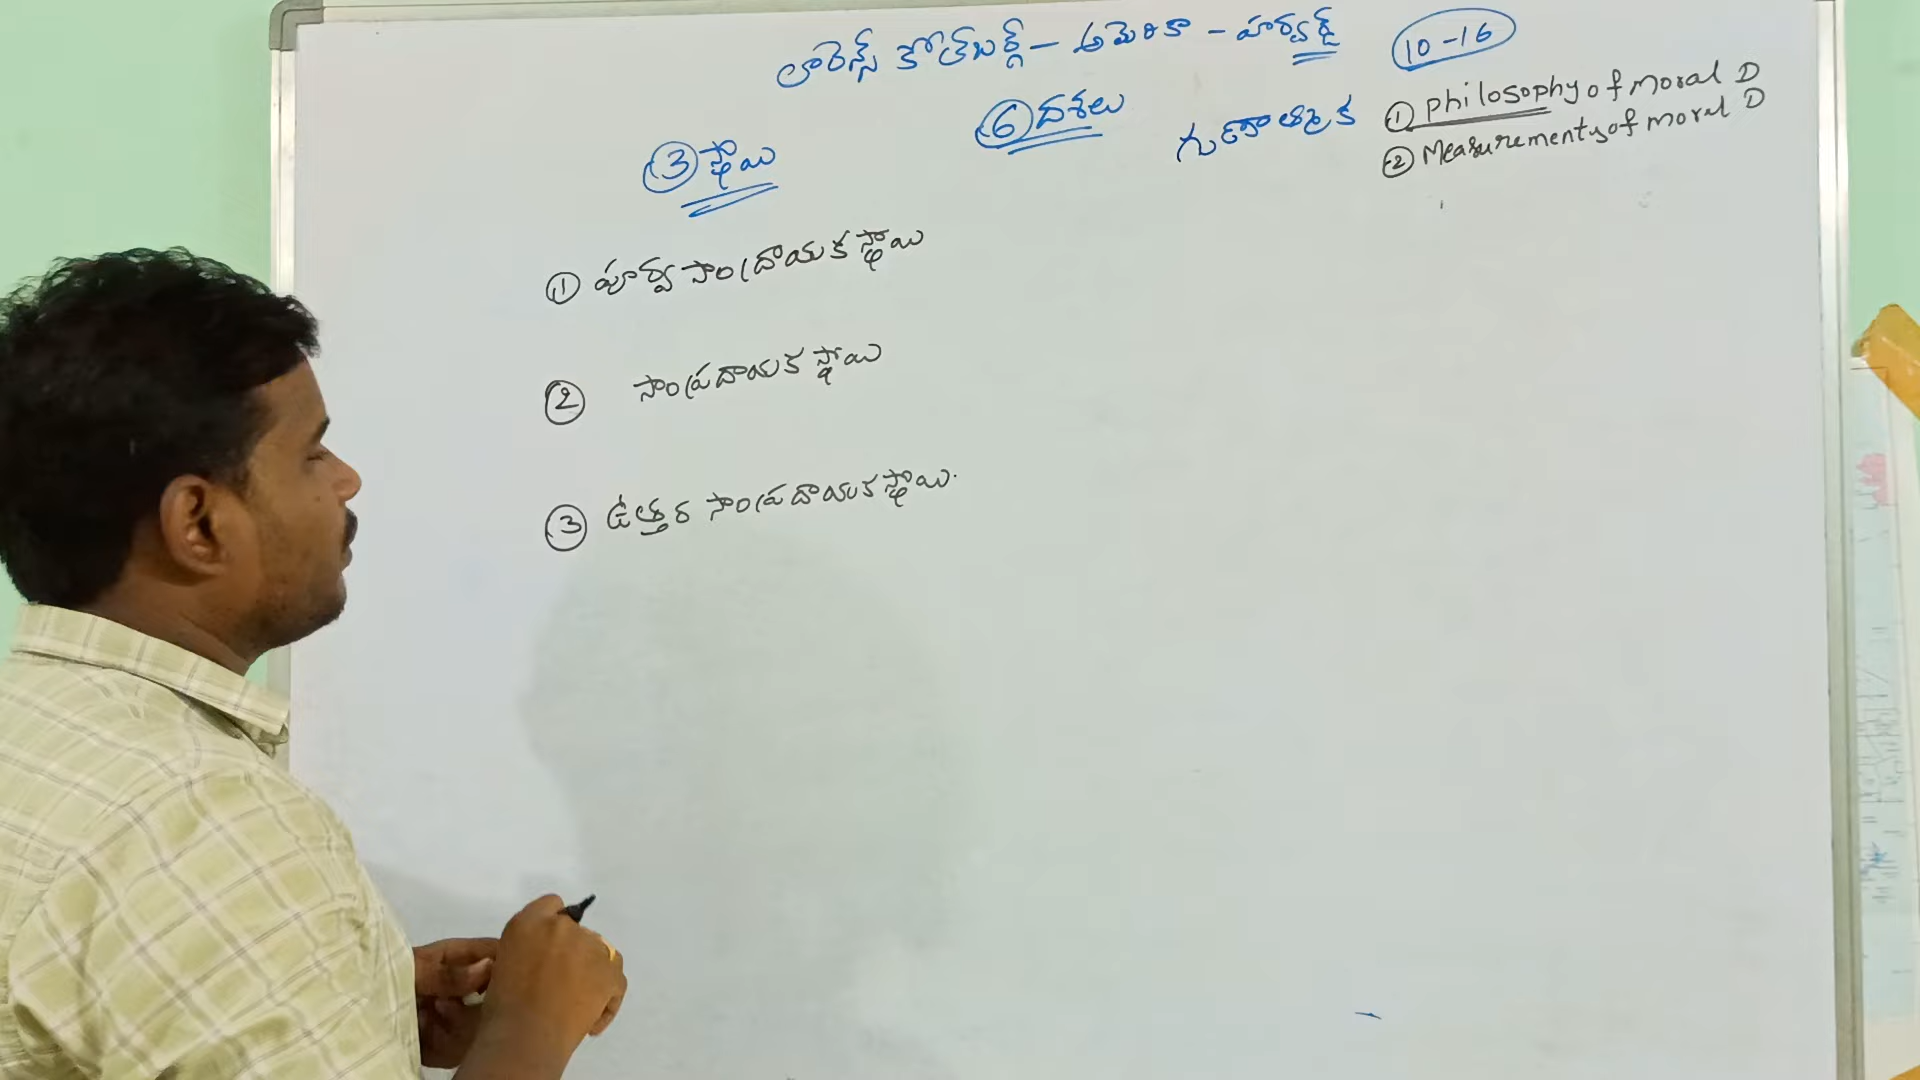 లారెన్స్ కోల్‌బర్గ్ - అమెరికా - హార్వర్డ్ 10-16
③ స్థాయి ⑥ దశలు గుణాత్మక
① philosophy of moral D
② Measurementy of moral D
① పూర్వ సాంప్రదాయక స్థాయి
② సాంప్రదాయక స్థాయి
③ ఉత్తర సాంప్రదాయక స్థాయి.